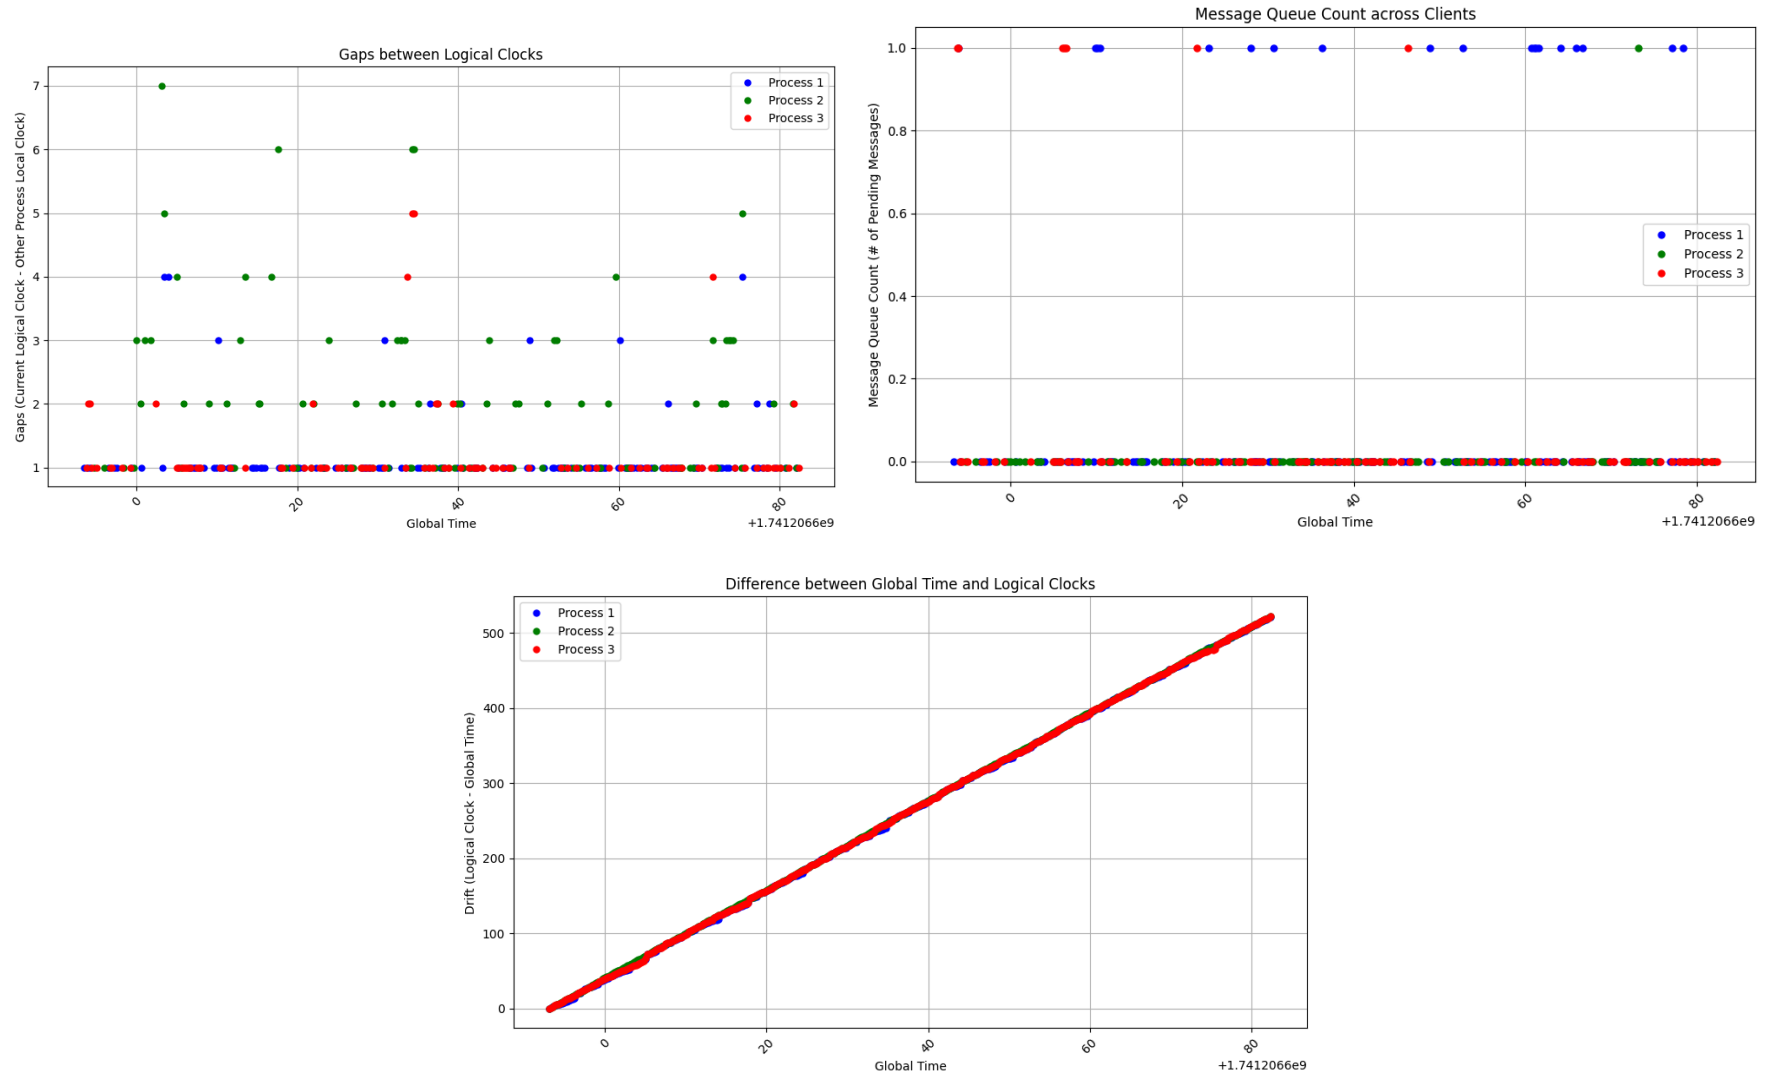 Gaps between Logical Clocks
Gaps (Current Logical Clock - Other Process Local Clock)
7
6
5
4
3
2
1
Process 1
Process 2
Process 3
0
20
40
60
80
Global Time
+1.7412066e9
Message Queue Count across Clients
Message Queue Count (# of Pending Messages)
1.0
0.8
0.6
0.4
0.2
0.0
Process 1
Process 2
Process 3
0
20
40
60
80
Global Time
+1.7412066e9
Difference between Global Time and Logical Clocks
Drift (Logical Clock - Global Time)
Process 1
Process 2
Process 3
500
400
300
200
100
0
0
20
40
60
80
Global Time
+1.7412066e9